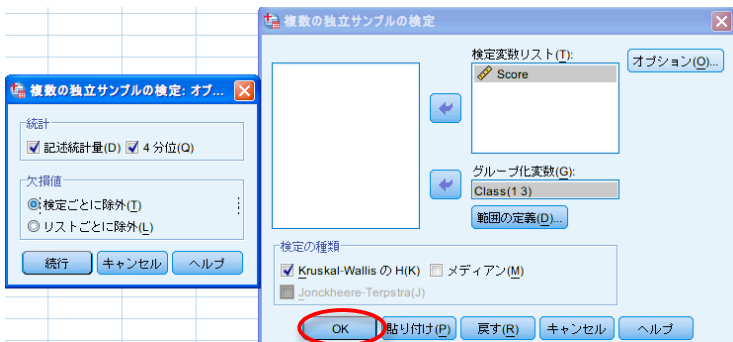 複数の独立サンプルの検定: オプ...
統計
記述統計量(D) 4 分位(Q)
欠損値
検定ごとに除外(T)
リストごとに除外(L)
続行 キャンセル ヘルプ
複数の独立サンプルの検定
検定変数リスト(T):
Score
オプション(O)...
グループ化変数(G):
Class(1 3)
範囲の定義(D)...
検定の種類
Kruskal-Wallis の H(K) メディアン(M)
Jonckheere-Terpstra(J)
OK 貼り付け(P) 戻す(R) キャンセル ヘルプ